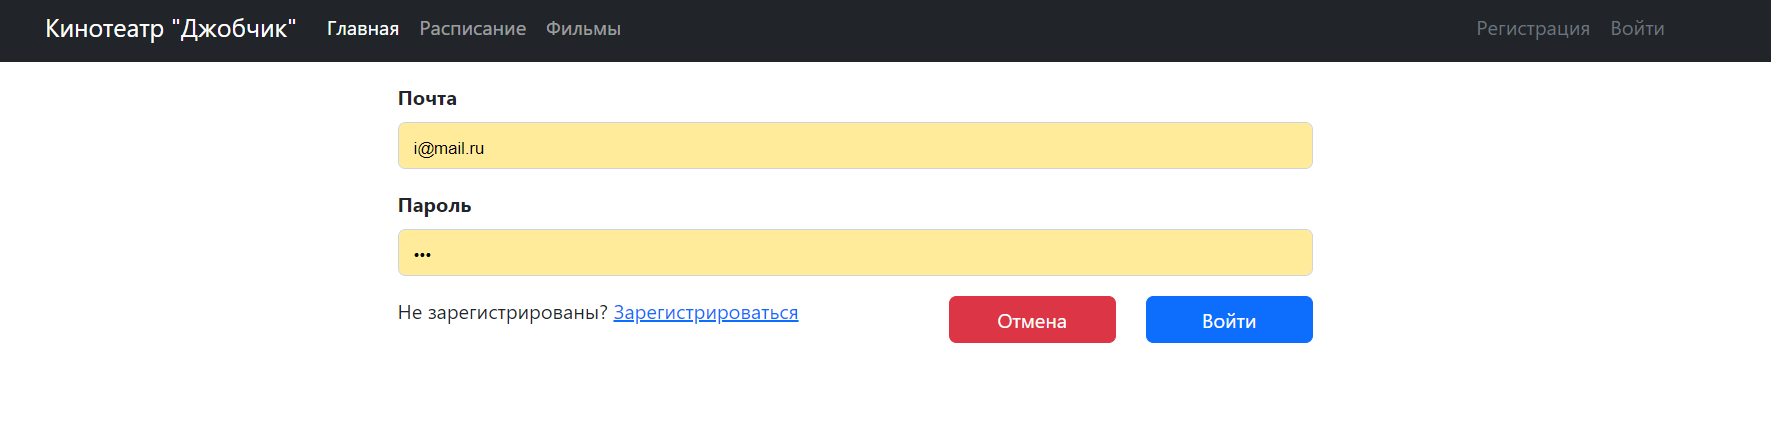 Кинотеатр "Джобчик" Главная Расписание Фильмы Регистрация Войти
Почта
i@mail.ru
Пароль
•••
Не зарегистрированы? Зарегистрироваться Отмена Войти